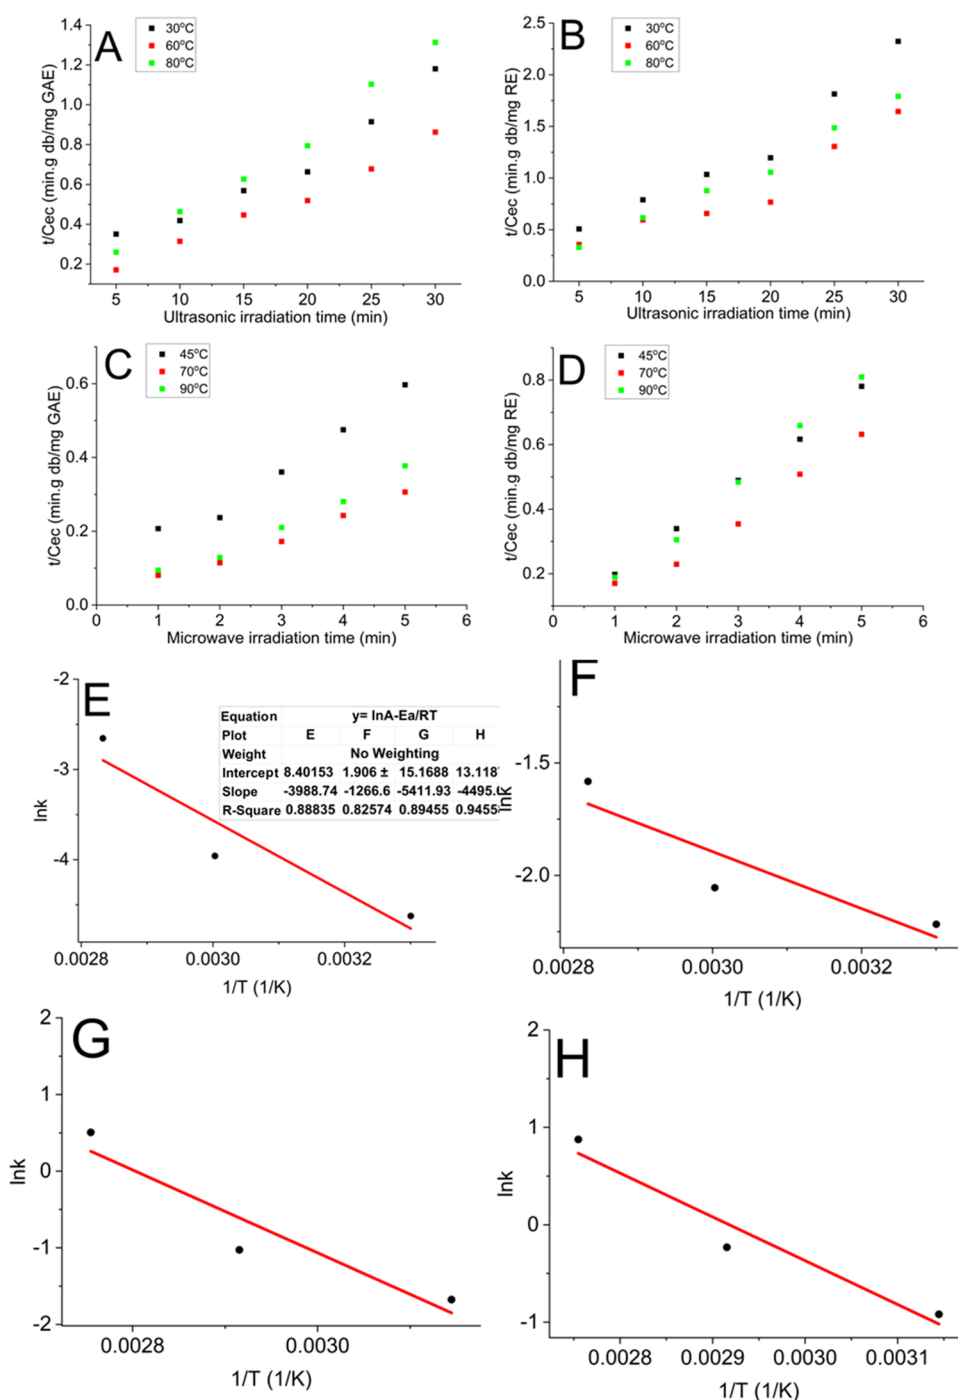 A
30°C
60°C
80°C
t/Cec (min.g db/mg GAE)
1.4
1.2
1.0
0.8
0.6
0.4
0.2
5 10 15 20 25 30
Ultrasonic irradiation time (min)
B
30°C
60°C
80°C
t/Cec (min.g db/mg RE)
2.5
2.0
1.5
1.0
0.5
0.0
5 10 15 20 25 30
Ultrasonic irradiation time (min)
C
45°C
70°C
90°C
t/Cec (min.g db/mg GAE)
0.6
0.4
0.2
0.0
0 1 2 3 4 5 6
Microwave irradiation time (min)
D
45°C
70°C
90°C
t/Cec (min.g db/mg RE)
0.8
0.6
0.4
0.2
0 1 2 3 4 5 6
Microwave irradiation time (min)
E
lnk
-2
-3
-4
0.0028 0.0030 0.0032
1/T (1/K)
Equation y= lnA-Ea/RT
Plot E F G H
Weight No Weighting
Intercept 8.40153 1.906 ± 15.1688 13.118
Slope -3988.74 -1266.6 -5411.93 -4495.
R-Square 0.88835 0.82574 0.89455 0.9455
F
lnk
-1.5
-2.0
0.0028 0.0030 0.0032
1/T (1/K)
G
lnk
2
1
0
-1
-2
0.0028 0.0030
1/T (1/K)
H
lnk
2
1
0
-1
0.0028 0.0029 0.0030 0.0031
1/T (1/K)